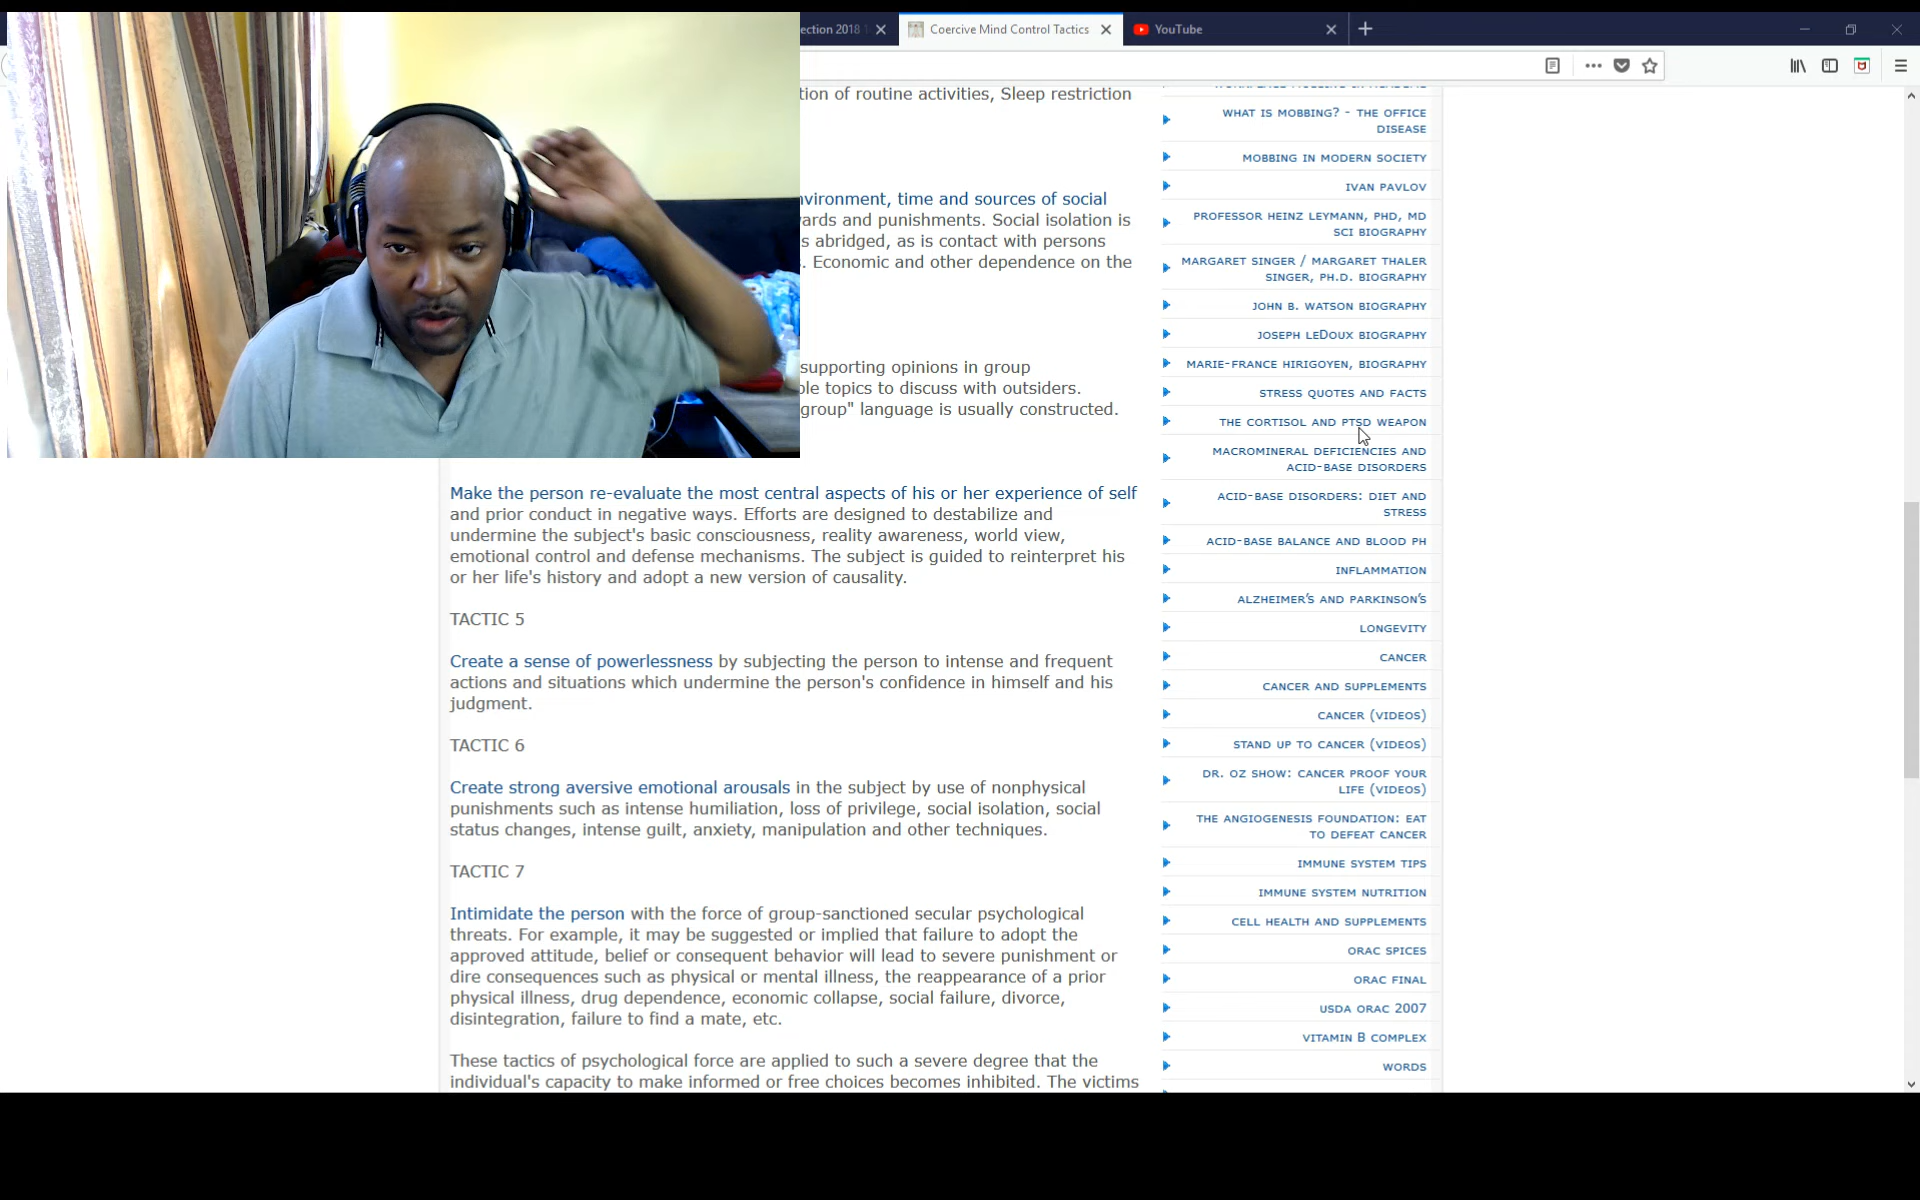 ection 2018
Coercive Mind Control Tactics
YouTube
tion of routine activities, Sleep restriction
nvironment, time and sources of social
ards and punishments. Social isolation is
s abridged, as is contact with persons
. Economic and other dependence on the
supporting opinions in group
ble topics to discuss with outsiders.
group" language is usually constructed.
Make the person re-evaluate the most central aspects of his or her experience of self
and prior conduct in negative ways. Efforts are designed to destabilize and
undermine the subject's basic consciousness, reality awareness, world view,
emotional control and defense mechanisms. The subject is guided to reinterpret his
or her life's history and adopt a new version of causality.
TACTIC 5
Create a sense of powerlessness by subjecting the person to intense and frequent
actions and situations which undermine the person's confidence in himself and his
judgment.
TACTIC 6
Create strong aversive emotional arousals in the subject by use of nonphysical
punishments such as intense humiliation, loss of privilege, social isolation, social
status changes, intense guilt, anxiety, manipulation and other techniques.
TACTIC 7
Intimidate the person with the force of group-sanctioned secular psychological
threats. For example, it may be suggested or implied that failure to adopt the
approved attitude, belief or consequent behavior will lead to severe punishment or
dire consequences such as physical or mental illness, the reappearance of a prior
physical illness, drug dependence, economic collapse, social failure, divorce,
disintegration, failure to find a mate, etc.
These tactics of psychological force are applied to such a severe degree that the
individual's capacity to make informed or free choices becomes inhibited. The victims
WHAT IS MOBBING? - THE OFFICE
DISEASE
MOBBING IN MODERN SOCIETY
IVAN PAVLOV
PROFESSOR HEINZ LEYMANN, PHD, MD
SCI BIOGRAPHY
MARGARET SINGER / MARGARET THALER
SINGER, PH.D. BIOGRAPHY
JOHN B. WATSON BIOGRAPHY
JOSEPH LEDOUX BIOGRAPHY
MARIE-FRANCE HIRIGOYEN, BIOGRAPHY
STRESS QUOTES AND FACTS
THE CORTISOL AND PTSD WEAPON
MACROMINERAL DEFICIENCIES AND
ACID-BASE DISORDERS
ACID-BASE DISORDERS: DIET AND
STRESS
ACID-BASE BALANCE AND BLOOD PH
INFLAMMATION
ALZHEIMER'S AND PARKINSON'S
LONGEVITY
CANCER
CANCER AND SUPPLEMENTS
CANCER (VIDEOS)
STAND UP TO CANCER (VIDEOS)
DR. OZ SHOW: CANCER PROOF YOUR
LIFE (VIDEOS)
THE ANGIOGENESIS FOUNDATION: EAT
TO DEFEAT CANCER
IMMUNE SYSTEM TIPS
IMMUNE SYSTEM NUTRITION
CELL HEALTH AND SUPPLEMENTS
ORAC SPICES
ORAC FINAL
USDA ORAC 2007
VITAMIN B COMPLEX
WORDS